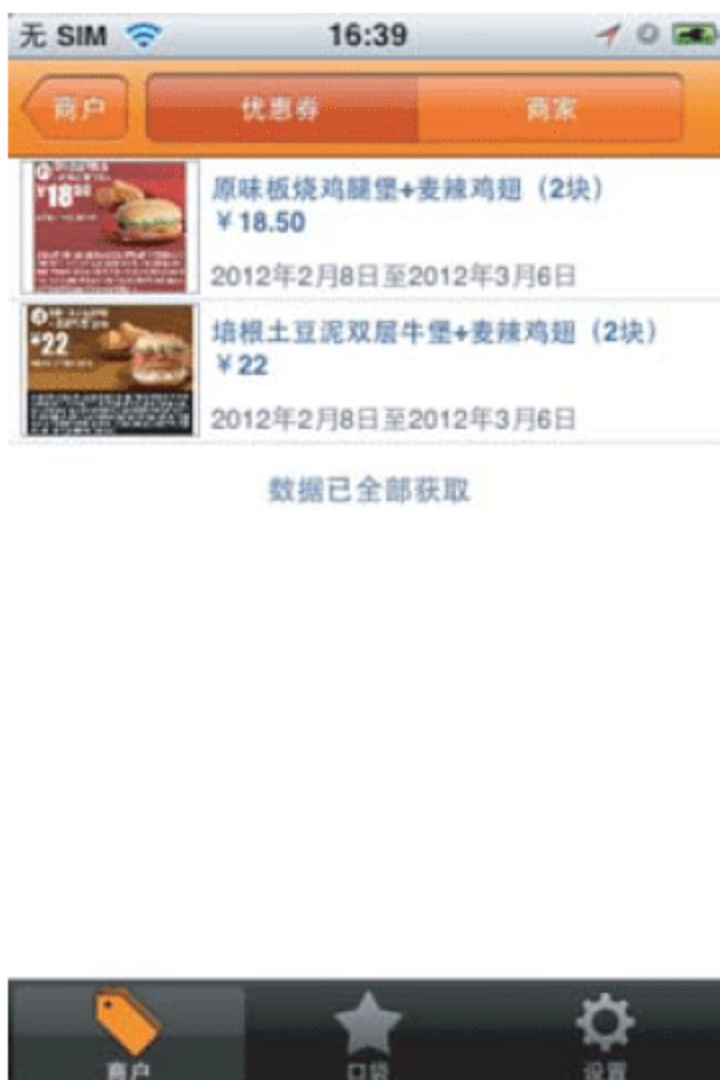 无 SIM 16:39
商户 优惠券 商家
¥18⁵⁰
原味板烧鸡腿堡+麦辣鸡翅（2块）
¥18.50
2012年2月8日至2012年3月6日
¥22
培根土豆泥双层牛堡+麦辣鸡翅（2块）
¥22
2012年2月8日至2012年3月6日
数据已全部获取
商户 口袋 设置